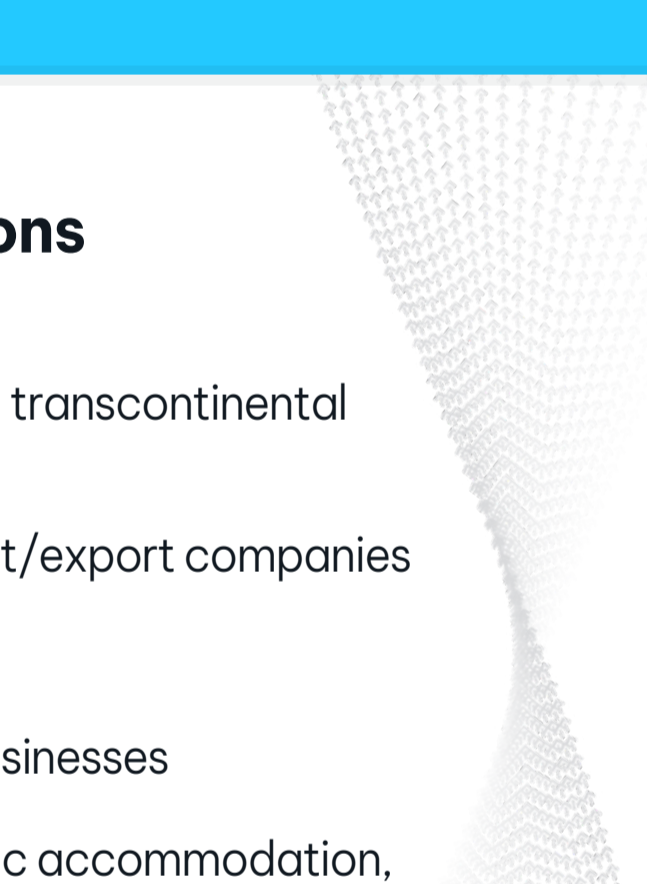 ons
transcontinental
t/export companies
sinesses
c accommodation,